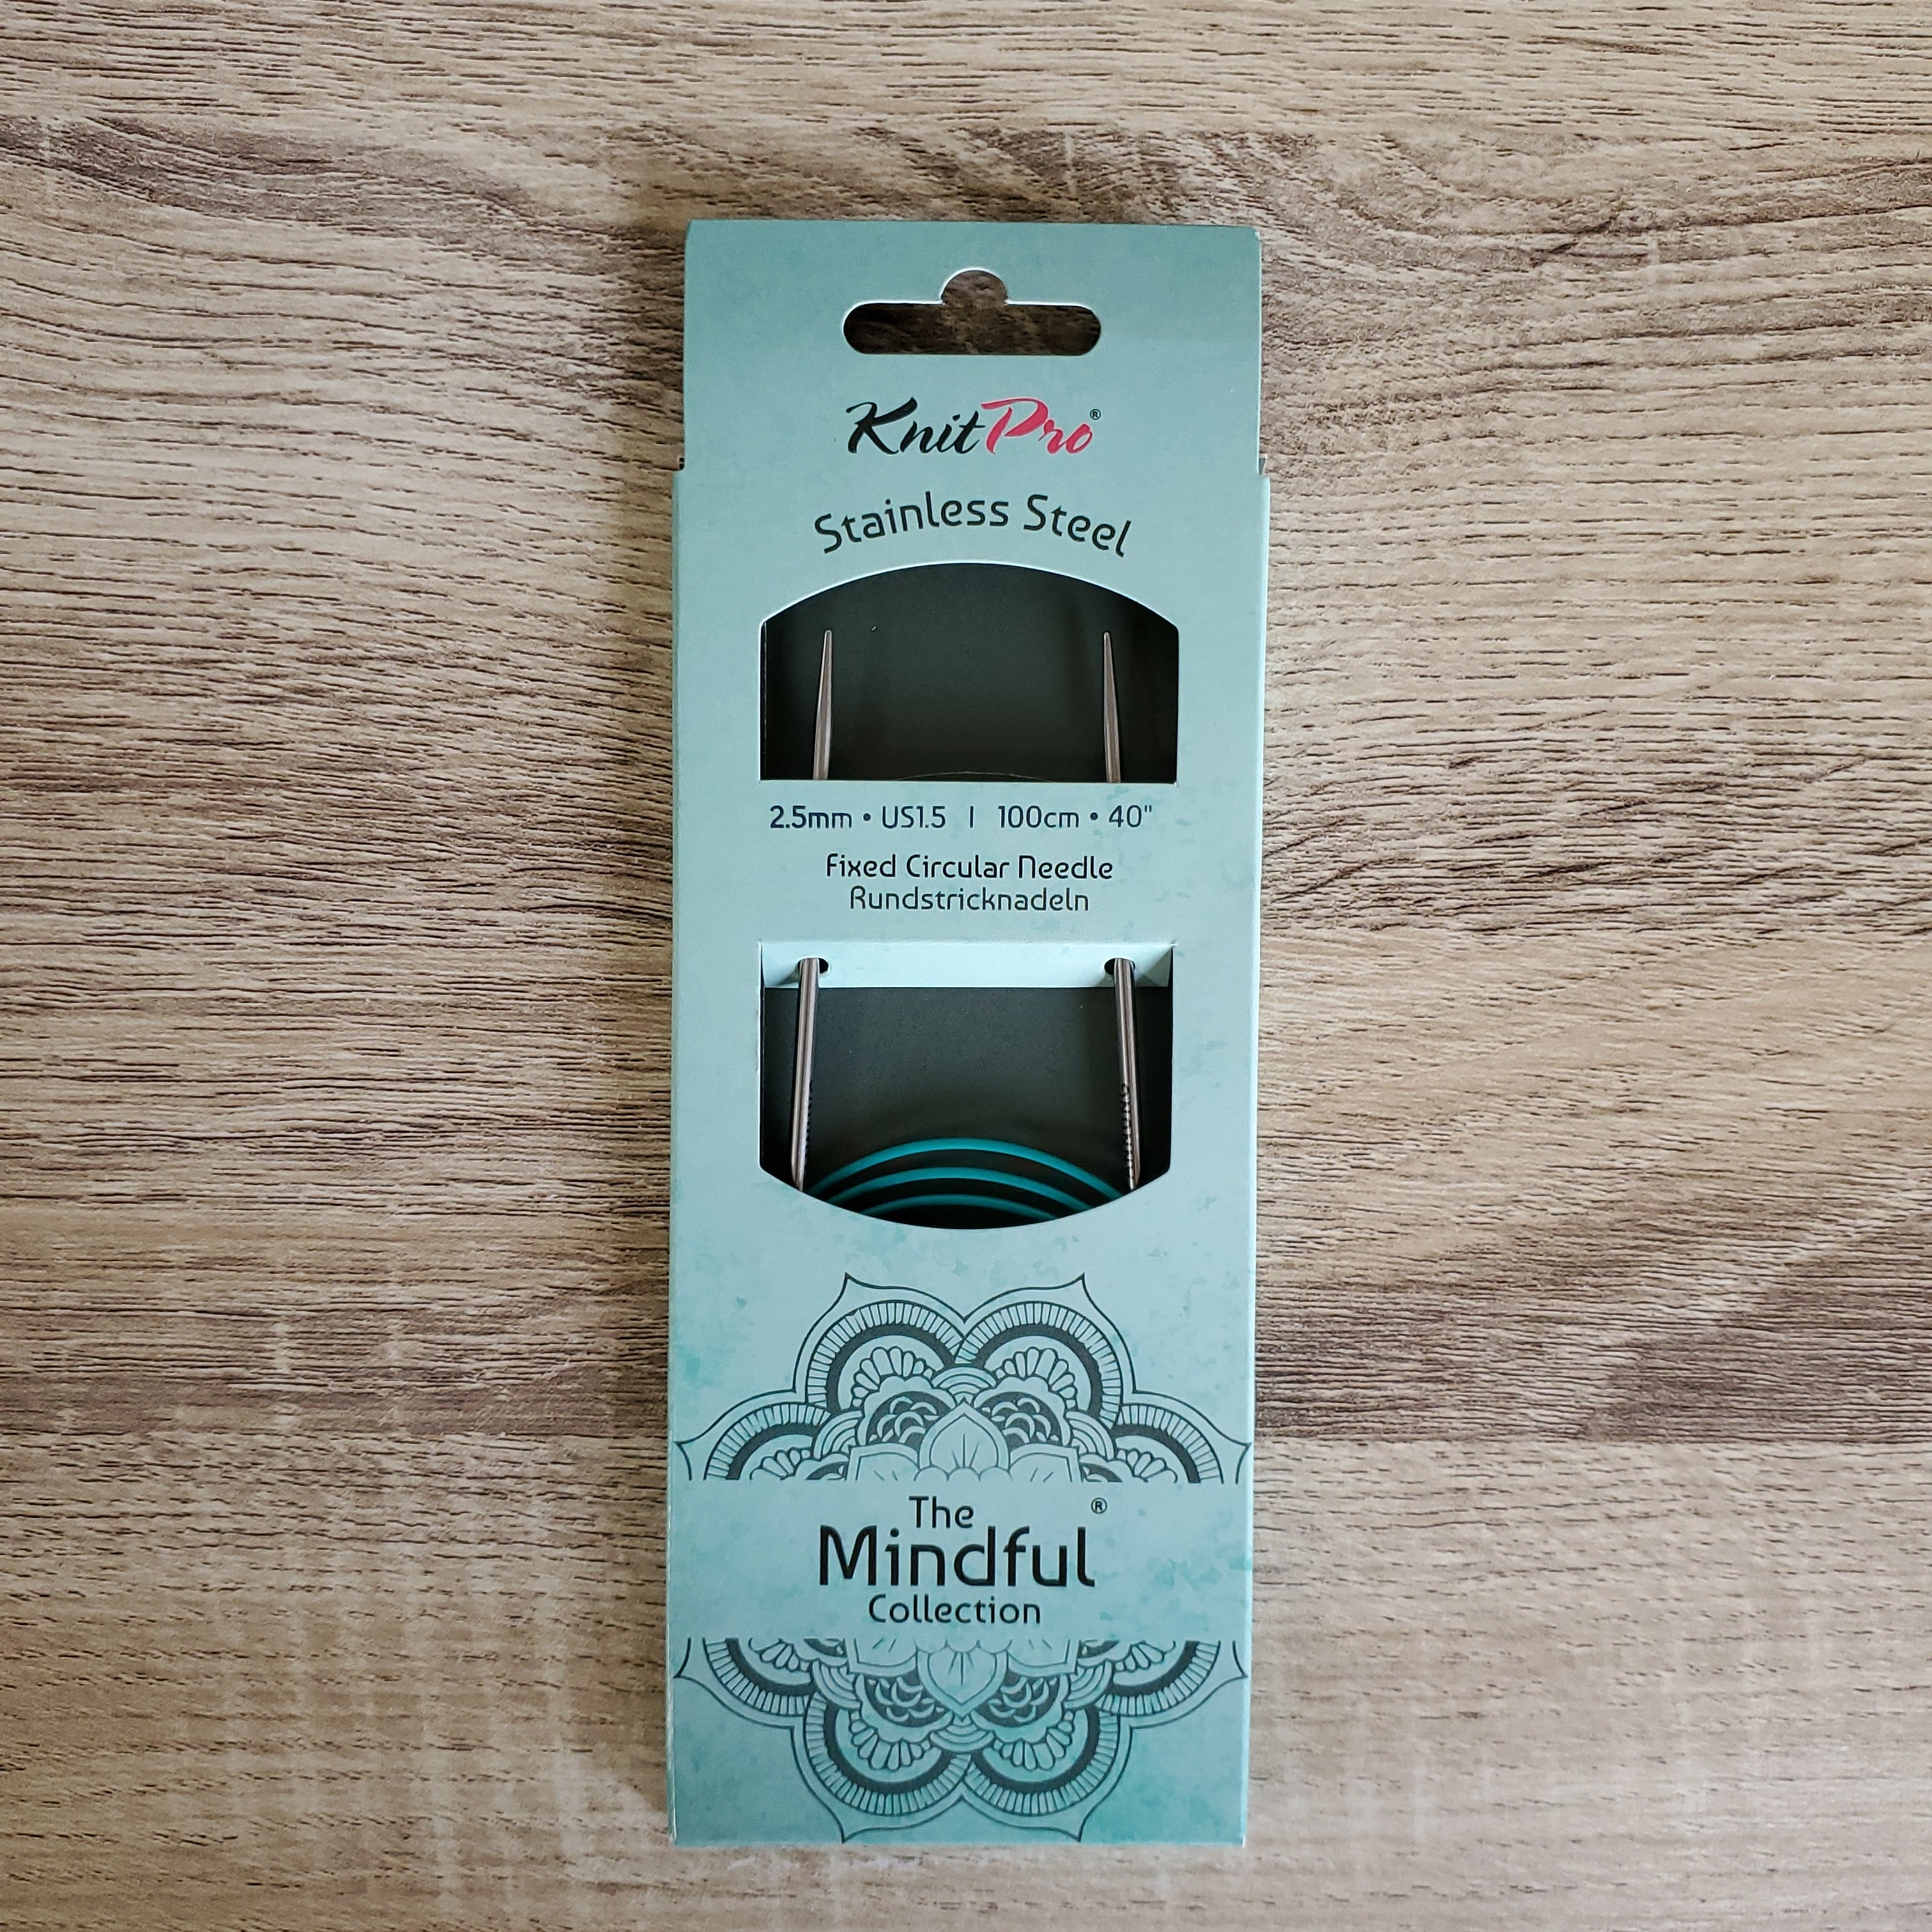 KnitPro®
Stainless Steel
2.5mm • US1.5 | 100cm • 40"
Fixed Circular Needle
Rundstricknadeln
The
Mindful®
Collection